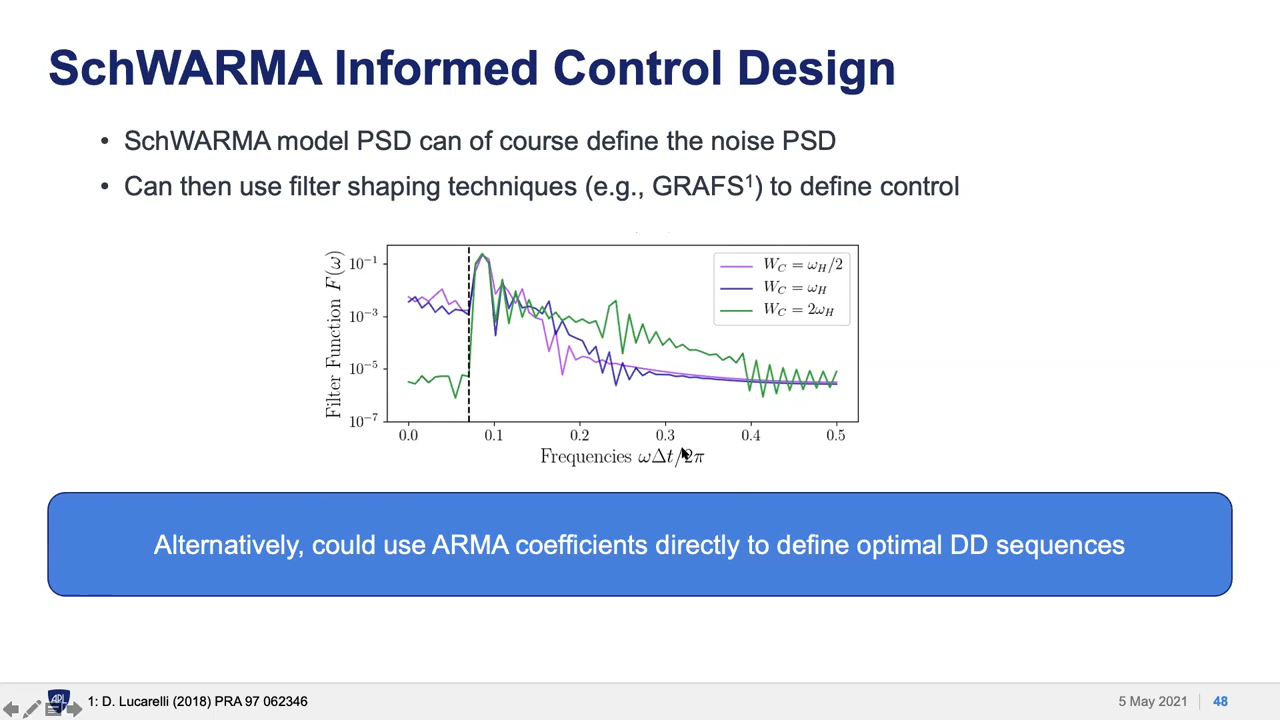 SchWARMA Informed Control Design
• SchWARMA model PSD can of course define the noise PSD
• Can then use filter shaping techniques (e.g., GRAFS¹) to define control
Filter Function F(ω)
10⁻¹
10⁻³
10⁻⁵
10⁻⁷
W_C = ω_H/2
W_C = ω_H
W_C = 2ω_H
0.0 0.1 0.2 0.3 0.4 0.5
Frequencies ωΔt/2π
Alternatively, could use ARMA coefficients directly to define optimal DD sequences
APL
1: D. Lucarelli (2018) PRA 97 062346
5 May 2021 48